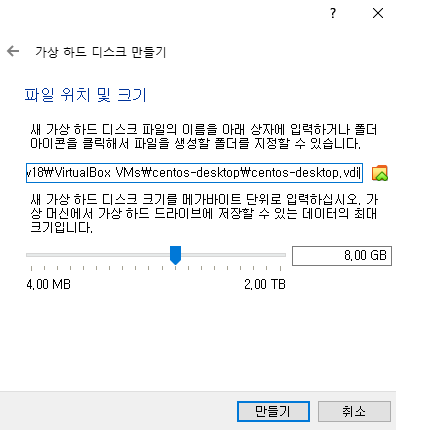 ?
가상 하드 디스크 만들기
파일 위치 및 크기
새 가상 하드 디스크 파일의 이름을 아래 상자에 입력하거나 폴더
아이콘을 클릭해서 파일을 생성할 폴더를 지정할 수 있습니다.
v18₩VirtualBox VMs₩centos-desktop₩centos-desktop.vdi
새 가상 하드 디스크 크기를 메가바이트 단위로 입력하십시오. 가
상 머신에서 가상 하드 드라이브에 저장할 수 있는 데이터의 최대
크기입니다.
8.00 GB
4.00 MB
2.00 TB
만들기
취소